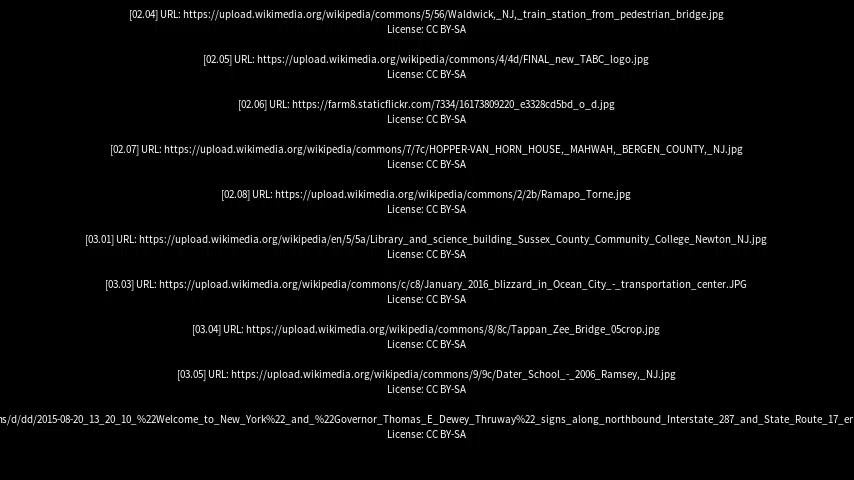 [02.04] URL: https://upload.wikimedia.org/wikipedia/commons/5/56/Waldwick,_NJ,_train_station_from_pedestrian_bridge.jpg
License: CC BY-SA
[02.05] URL: https://upload.wikimedia.org/wikipedia/commons/4/4d/FINAL_new_TABC_logo.jpg
License: CC BY-SA
[02.06] URL: https://farm8.staticflickr.com/7334/16173809220_e3328cd5bd_o_d.jpg
License: CC BY-SA
[02.07] URL: https://upload.wikimedia.org/wikipedia/commons/7/7c/HOPPER-VAN_HORN_HOUSE,_MAHWAH,_BERGEN_COUNTY,_NJ.jpg
License: CC BY-SA
[02.08] URL: https://upload.wikimedia.org/wikipedia/commons/2/2b/Ramapo_Torne.jpg
License: CC BY-SA
[03.01] URL: https://upload.wikimedia.org/wikipedia/en/5/5a/Library_and_science_building_Sussex_County_Community_College_Newton_NJ.jpg
License: CC BY-SA
[03.03] URL: https://upload.wikimedia.org/wikipedia/commons/c/c8/January_2016_blizzard_in_Ocean_City_-_transportation_center.JPG
License: CC BY-SA
[03.04] URL: https://upload.wikimedia.org/wikipedia/commons/8/8c/Tappan_Zee_Bridge_05crop.jpg
License: CC BY-SA
[03.05] URL: https://upload.wikimedia.org/wikipedia/commons/9/9c/Dater_School_-_2006_Ramsey,_NJ.jpg
License: CC BY-SA
ns/d/dd/2015-08-20_13_20_10_%22Welcome_to_New_York%22_and_%22Governor_Thomas_E_Dewey_Thruway%22_signs_along_northbound_Interstate_287_and_State_Route_17_er
License: CC BY-SA